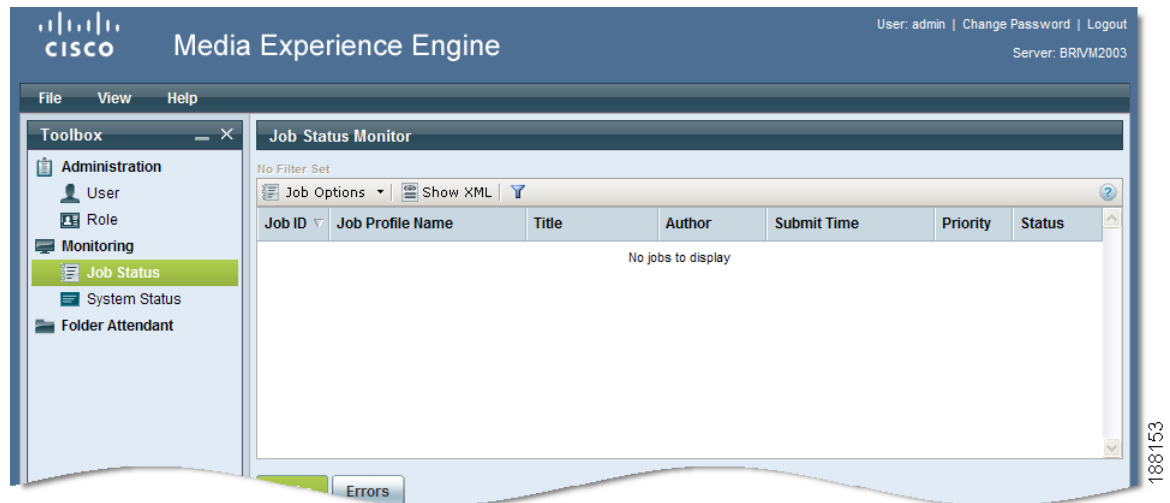 User: admin | Change Password | Logout
CISCO
Media Experience Engine
Server: BRIVM2003
File View Help
Toolbox
Administration
User
Role
Monitoring
Job Status
System Status
Folder Attendant
Job Status Monitor
No Filter Set
Job Options Show XML
Job ID Job Profile Name Title Author Submit Time Priority Status
No jobs to display
Errors
188153